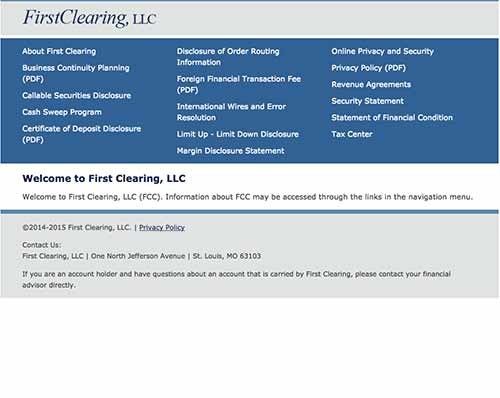 FirstClearing, LLC
About First Clearing
Business Continuity Planning
(PDF)
Callable Securities Disclosure
Cash Sweep Program
Certificate of Deposit Disclosure
(PDF)
Disclosure of Order Routing
Information
Foreign Financial Transaction Fee
(PDF)
International Wires and Error
Resolution
Limit Up - Limit Down Disclosure
Margin Disclosure Statement
Online Privacy and Security
Privacy Policy (PDF)
Revenue Agreements
Security Statement
Statement of Financial Condition
Tax Center
Welcome to First Clearing, LLC
Welcome to First Clearing, LLC (FCC). Information about FCC may be accessed through the links in the navigation menu.
©2014-2015 First Clearing, LLC. | Privacy Policy
Contact Us:
First Clearing, LLC | One North Jefferson Avenue | St. Louis, MO 63103
If you are an account holder and have questions about an account that is carried by First Clearing, please contact your financial
advisor directly.